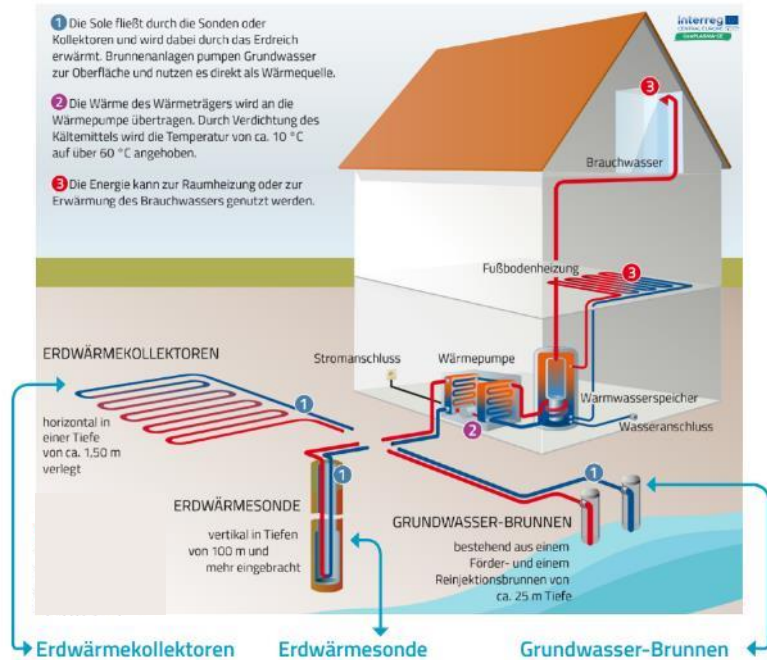 1 Die Sole fließt durch die Sonden oder
Kollektoren und wird dabei durch das Erdreich
erwärmt. Brunnenanlagen pumpen Grundwasser
zur Oberfläche und nutzen es direkt als Wärmequelle.
2 Die Wärme des Wärmeträgers wird an die
Wärmepumpe übertragen. Durch Verdichtung des
Kältemittels wird die Temperatur von ca. 10 °C
auf über 60 °C angehoben.
3 Die Energie kann zur Raumheizung oder zur
Erwärmung des Brauchwassers genutzt werden.
Interreg
CENTRAL EUROPE
GeoPLASMA-CE
3
Brauchwasser
Fußbodenheizung
3
ERDWÄRMEKOLLEKTOREN
Stromanschluss
Wärmepumpe
1
horizontal in
einer Tiefe
von ca. 1,50 m
verlegt
2
Warmwasserspeicher
Wasseranschluss
1
ERDWÄRMESONDE
vertikal in Tiefen
von 100 m und
mehr eingebracht
1
GRUNDWASSER-BRUNNEN
bestehend aus einem
Förder- und einem
Reinjektionsbrunnen von
ca. 25 m Tiefe
Erdwärmekollektoren
Erdwärmesonde
Grundwasser-Brunnen